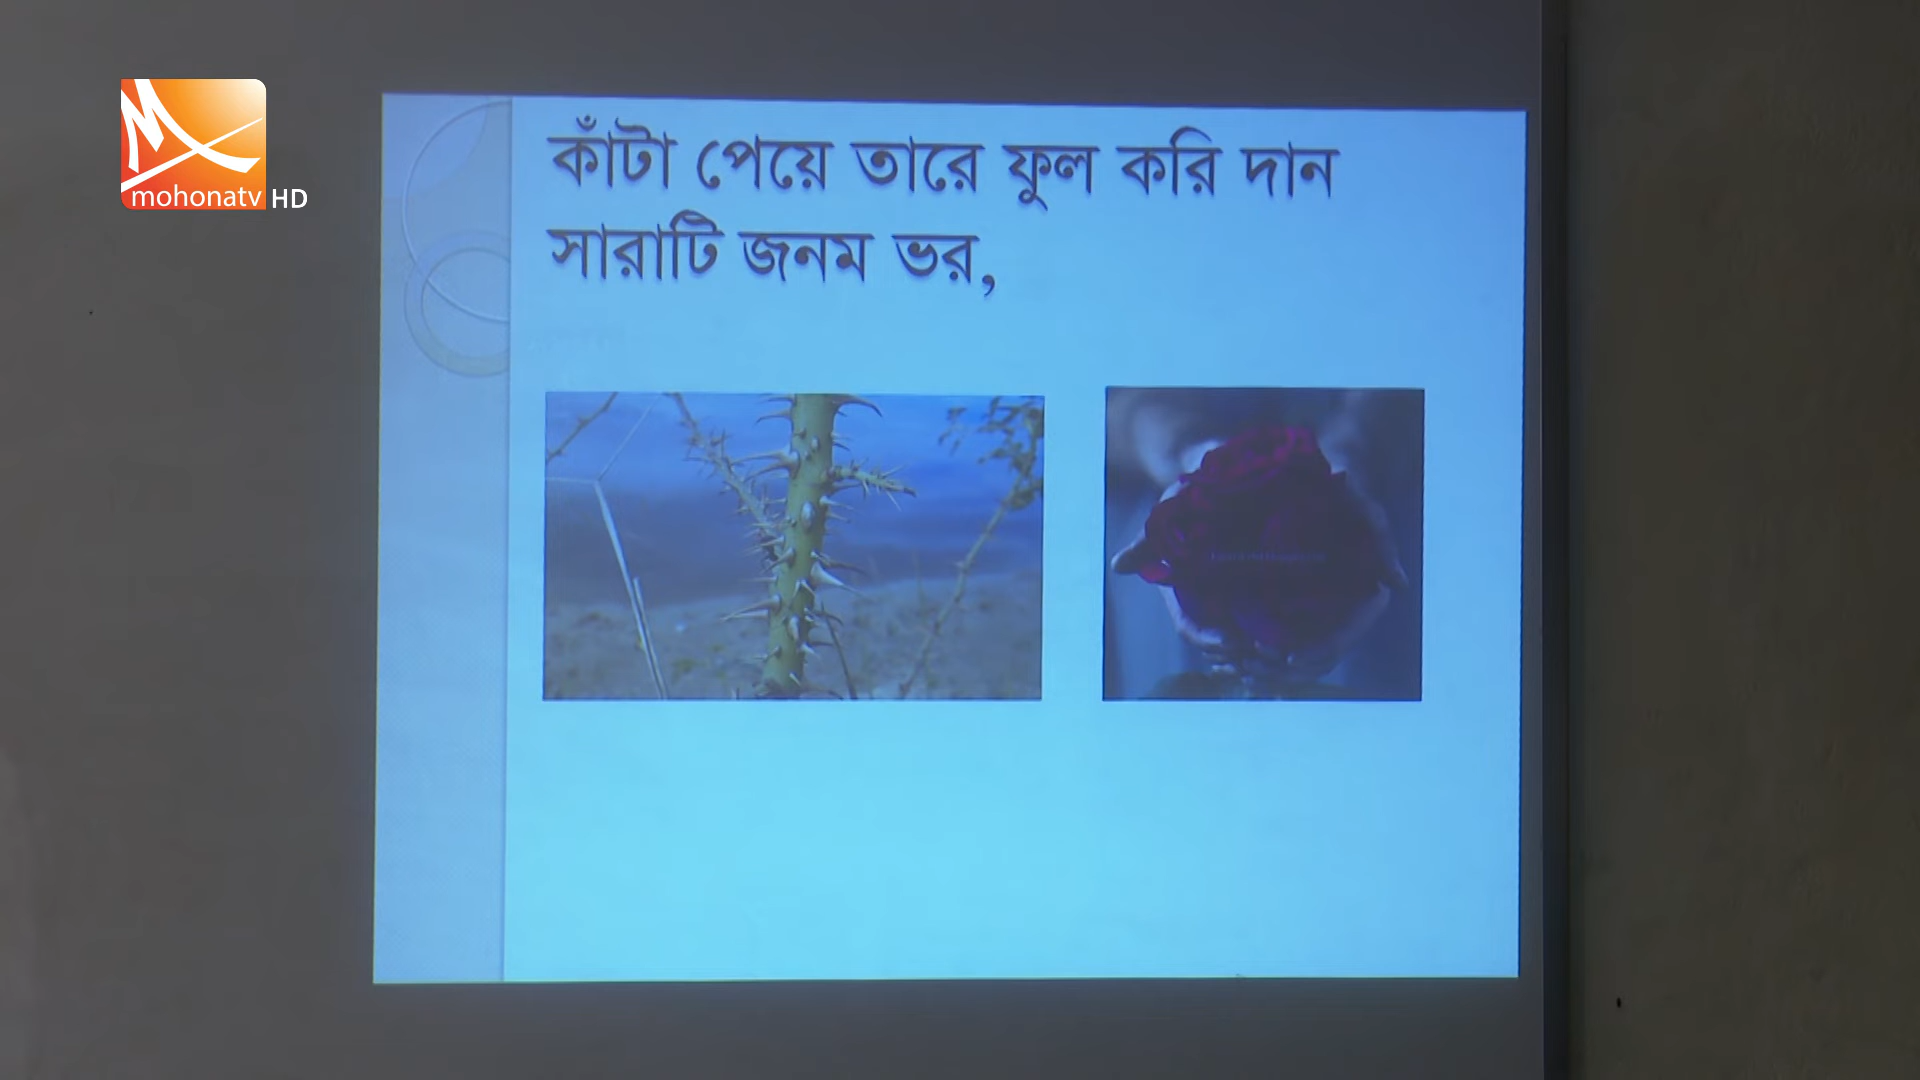 mohonatv HD
কাঁটা পেয়ে তারে ফুল করি দান
সারাটি জনম ভর,